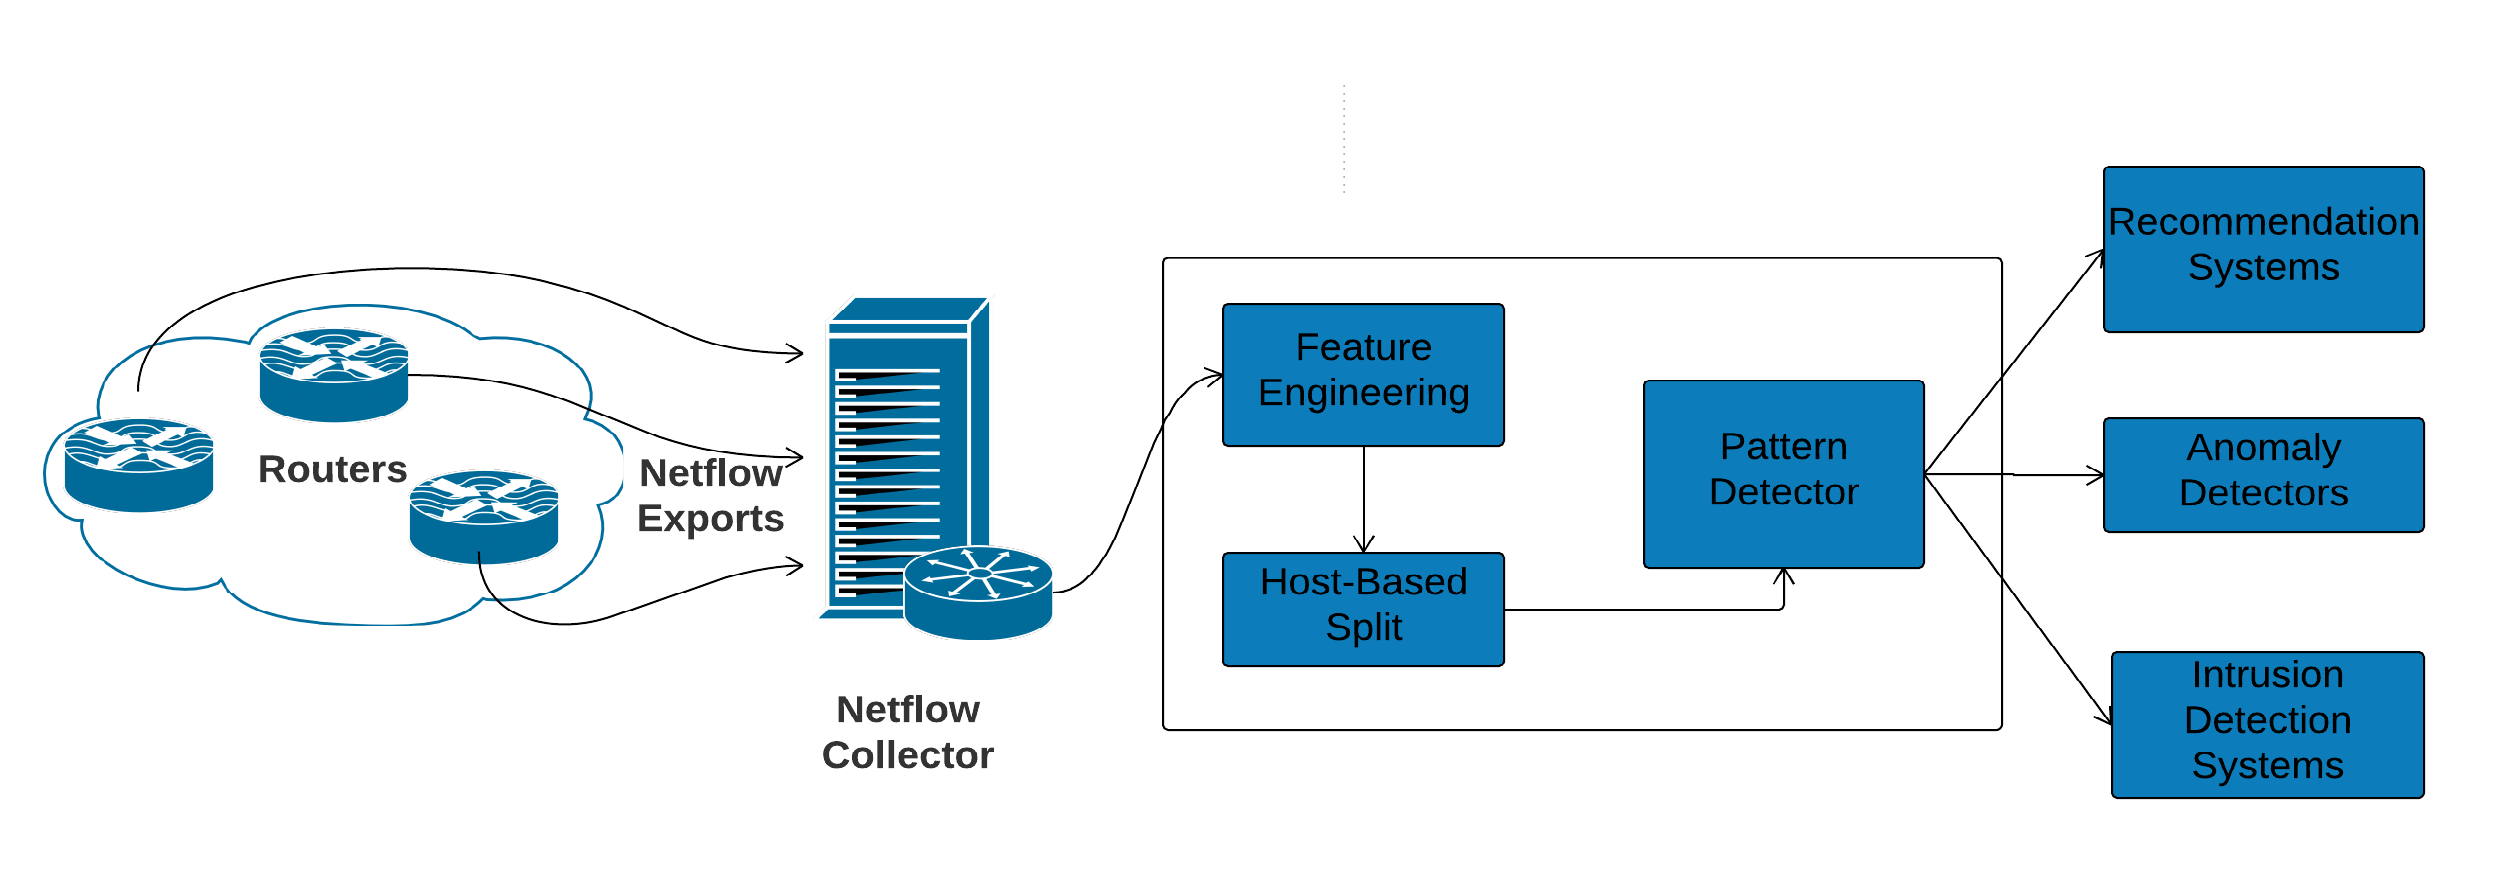 Routers
Netflow
Exports
Netflow
Collector
Feature
Engineering
Host-Based
Split
Pattern
Detector
Recommendation
Systems
Anomaly
Detectors
Intrusion
Detection
Systems